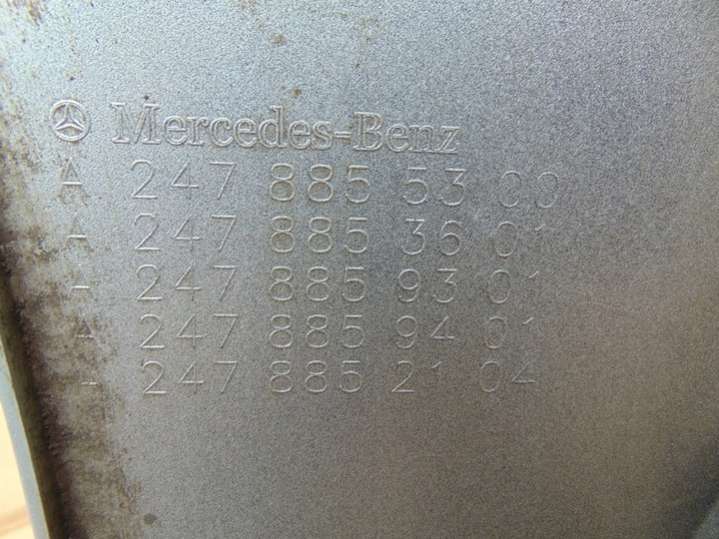 Mercedes-Benz
A 247 885 53 00
A 247 885 36 01
A 247 885 93 01
A 247 885 94 01
A 247 885 21 04